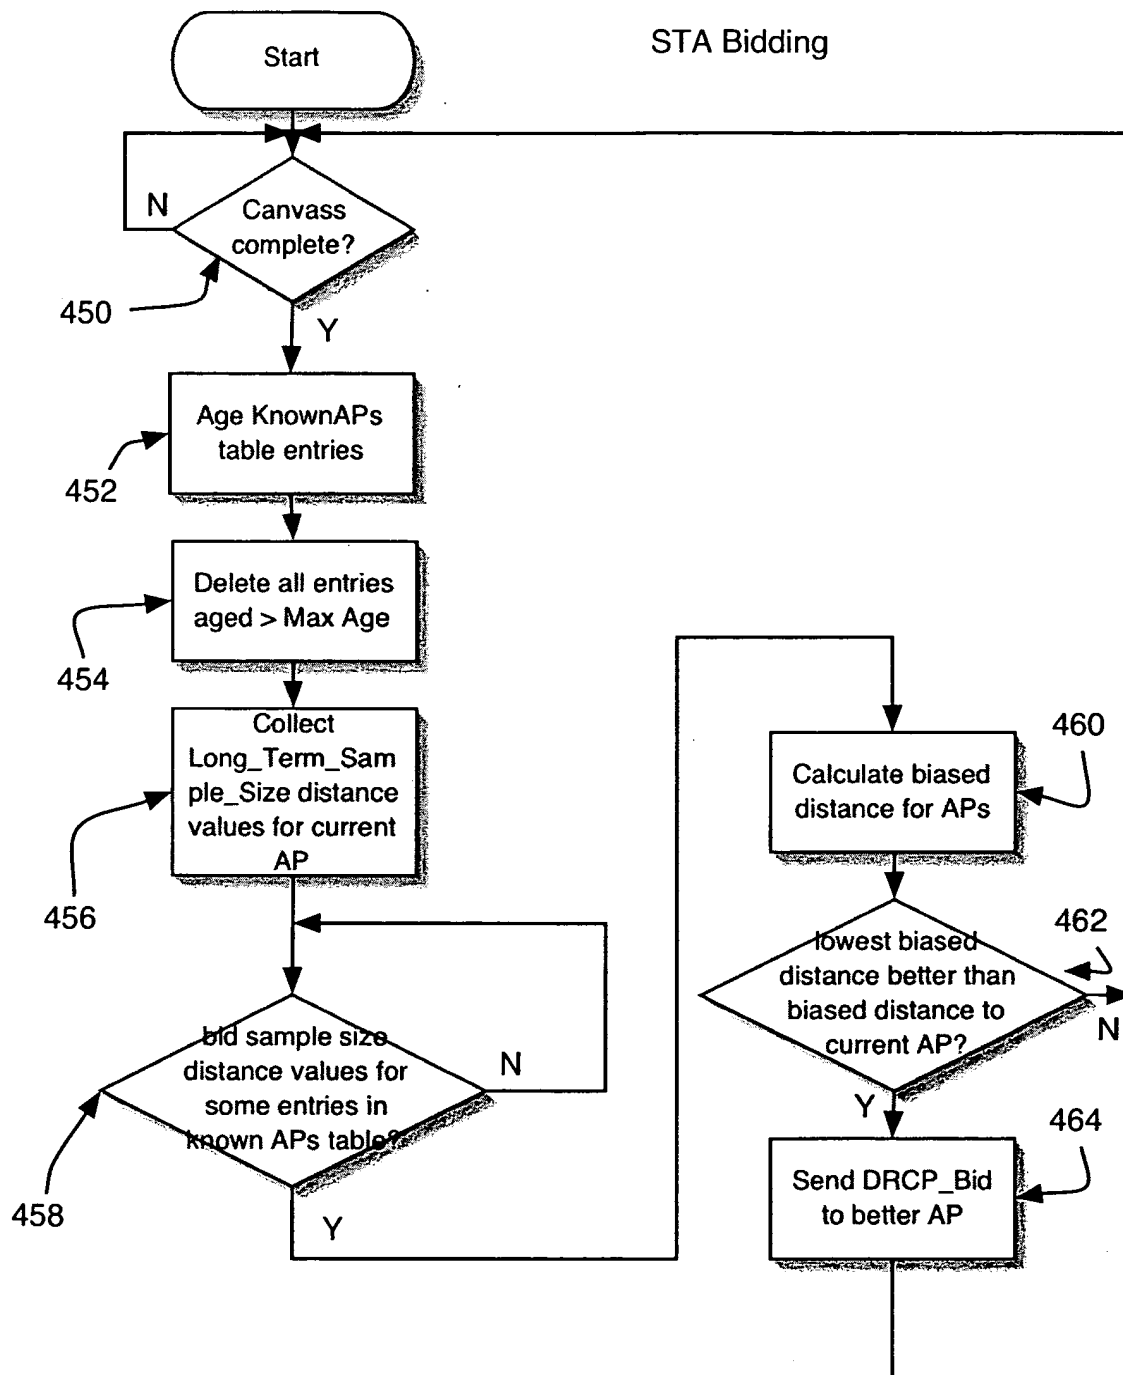 STA Bidding
Start
Canvass
complete?
N
Y
450
Age KnownAPs
table entries
452
Delete all entries
aged > Max Age
454
Collect
Long_Term_Sam
ple_Size distance
values for current
AP
456
bid sample size
distance values for
some entries in
known APs table?
N
Y
458
Calculate biased
distance for APs
460
lowest biased
distance better than
biased distance to
current AP?
462
N
Y
Send DRCP_Bid
to better AP
464